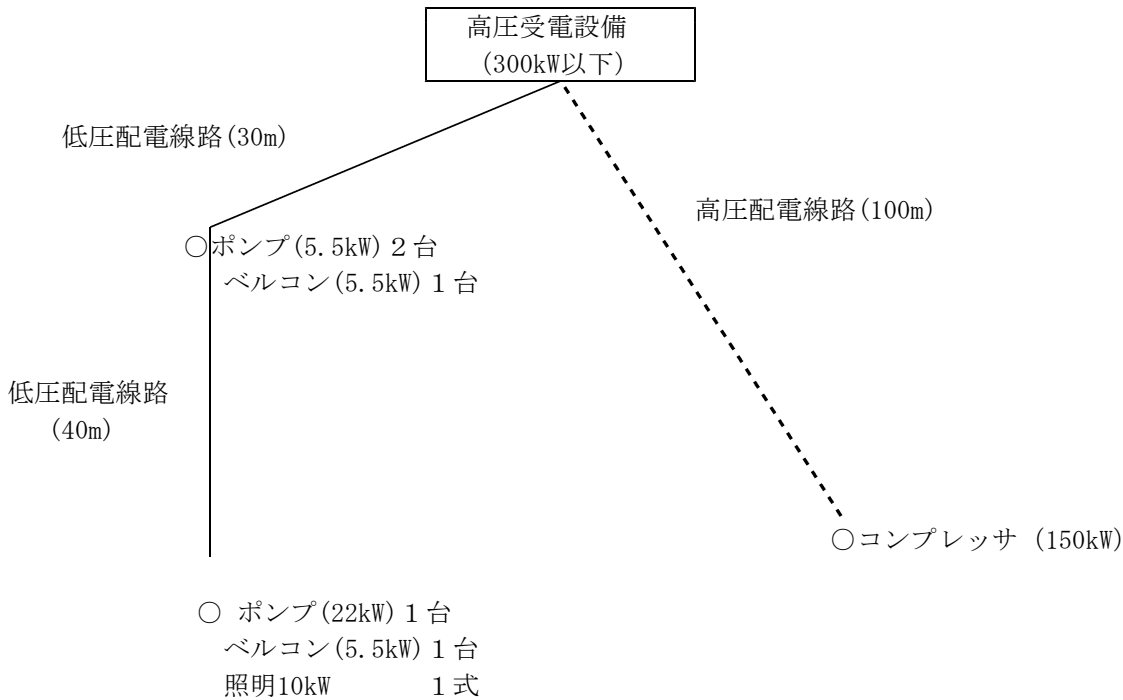 高圧受電設備
(300kW以下)
低圧配電線路(30m)
高圧配電線路(100m)
○ポンプ(5.5kW)２台
ベルコン(5.5kW)１台
低圧配電線路
(40m)
○コンプレッサ (150kW)
○ ポンプ(22kW)１台
ベルコン(5.5kW)１台
照明10kW １式